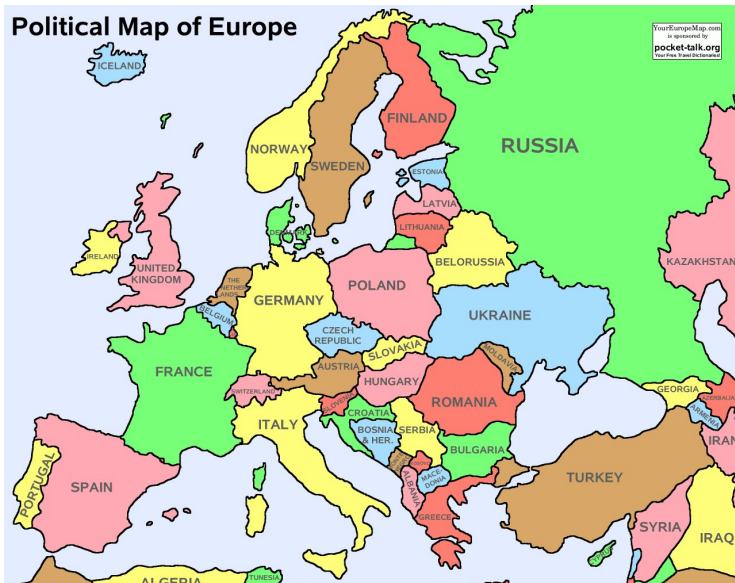 Political Map of Europe
YourEuropeMap.com
is sponsored by
pocket-talk.org
Your Free Travel Dictionaries!
ICELAND
NORWAY
SWEDEN
FINLAND
RUSSIA
ESTONIA
LATVIA
LITHUANIA
DENMARK
IRELAND
UNITED
KINGDOM
THE
NETHER
LANDS
BELGIUM
GERMANY
POLAND
BELORUSSIA
KAZAKHSTAN
UKRAINE
CZECH
REPUBLIC
SLOVAKIA
MOLDAVIA
FRANCE
SWITZERLAND
AUSTRIA
HUNGARY
SLOVENIA
CROATIA
ROMANIA
ITALY
BOSNIA
& HER.
SERBIA
BULGARIA
GEORGIA
AZERBAIJA
ARMENIA
IRAN
PORTUGAL
SPAIN
ALBANIA
MACE-
DONIA
GREECE
TURKEY
SYRIA
IRAQ
CYPRUS
ALGERIA
TUNESIA